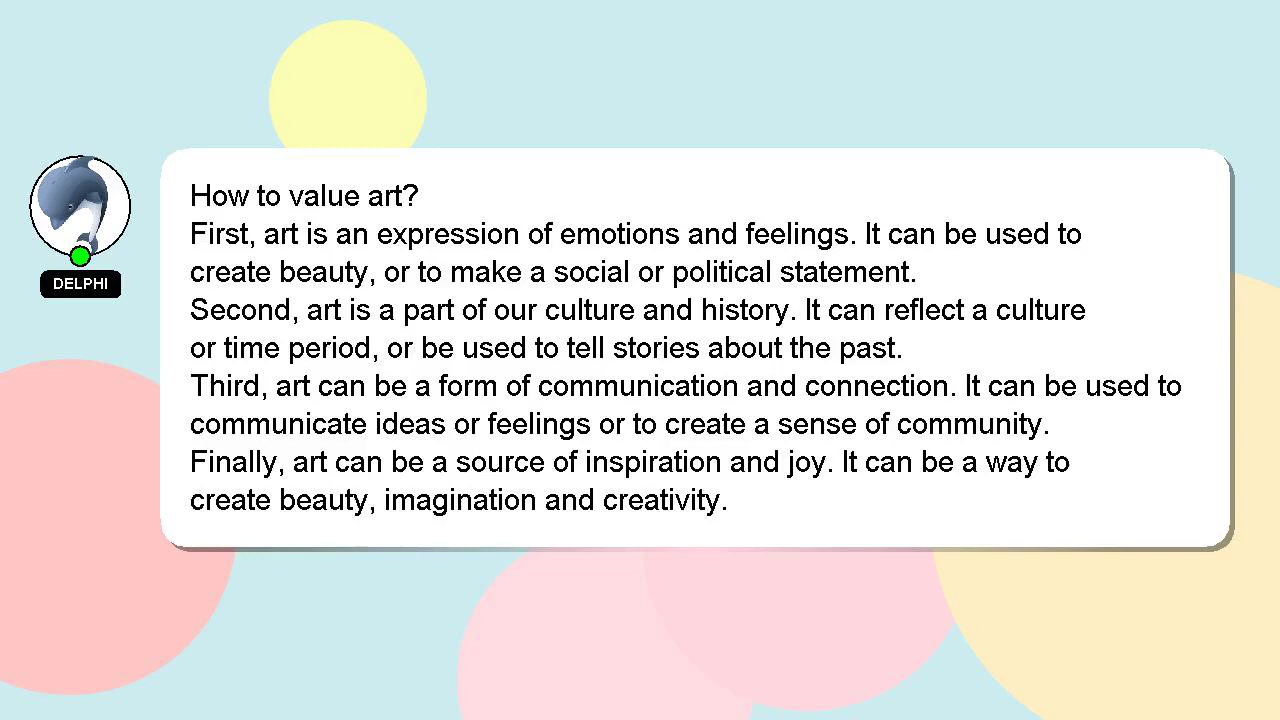 How to value art?
First, art is an expression of emotions and feelings. It can be used to
create beauty, or to make a social or political statement.
Second, art is a part of our culture and history. It can reflect a culture
or time period, or be used to tell stories about the past.
Third, art can be a form of communication and connection. It can be used to
communicate ideas or feelings or to create a sense of community.
Finally, art can be a source of inspiration and joy. It can be a way to
create beauty, imagination and creativity.
DELPHI